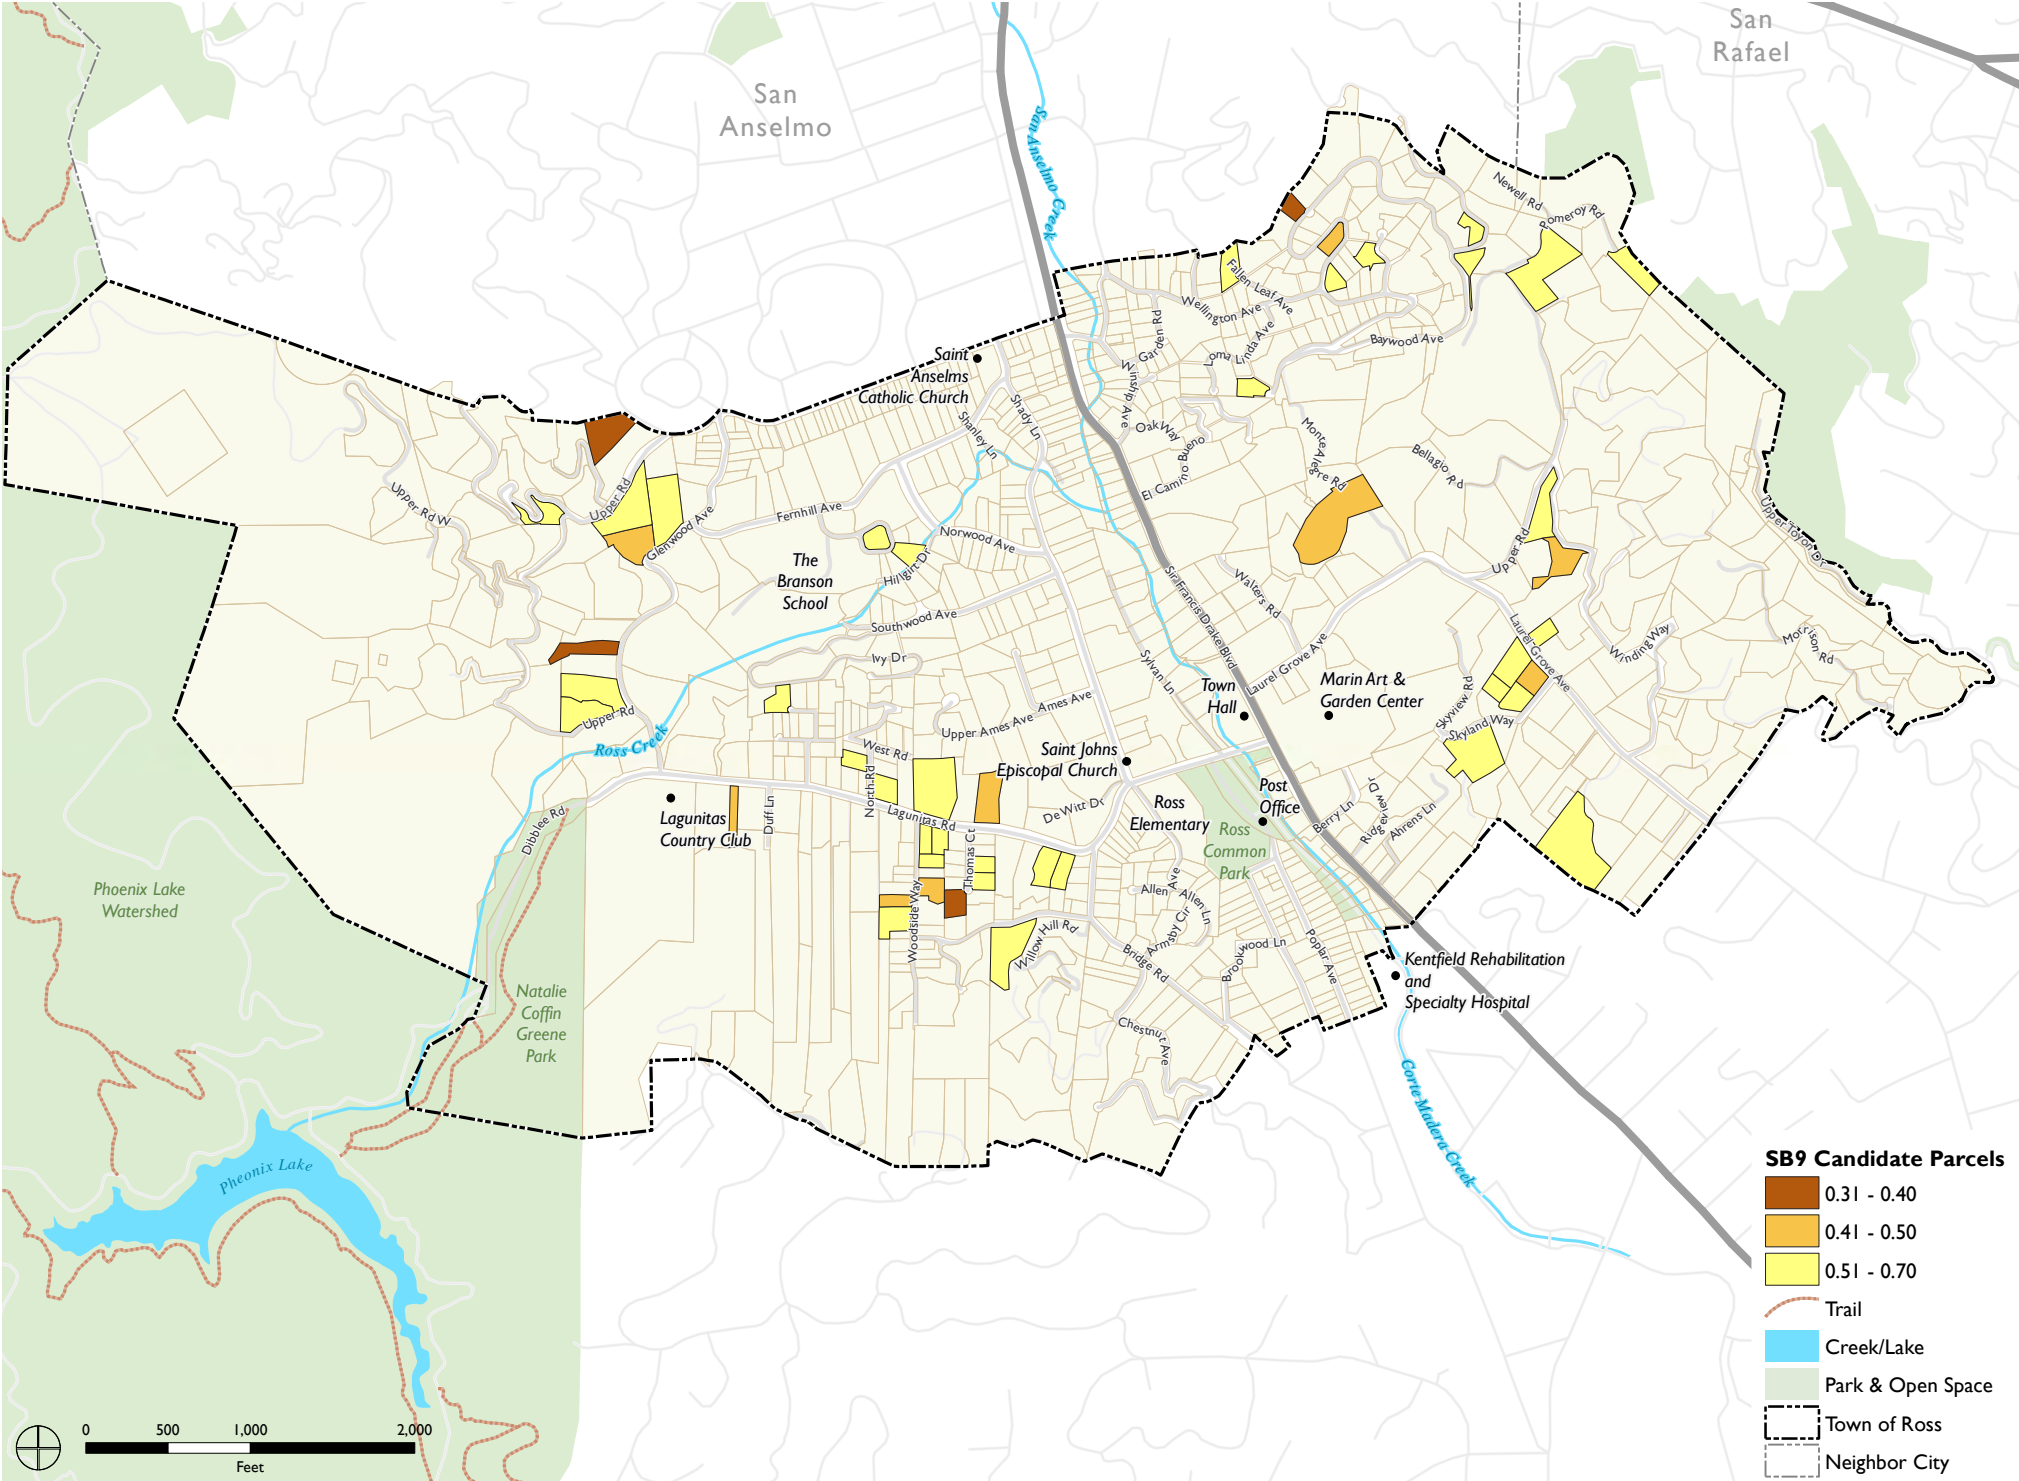 San
Rafael
San
Anselmo
San Anselmo Creek
Newell Rd
Pomeroy Rd
Fallen Leaf Ave
Wellington Ave
Baywood Ave
Loma Linda Ave
Garden Rd
Winship Ave
Oak Way
El Camino Bueno
Monte Alegre Rd
Bellagio Rd
Upper Toyon Dr
Saint
Anselms
Catholic Church
Shady Ln
Shanley Ln
Upper Rd W
Upper Rd
Glenwood Ave
Fernhill Ave
Norwood Ave
Hillgirt Dr
The
Branson
School
Southwood Ave
Ivy Dr
Sir Francis Drake Blvd
Walters Rd
Laurel Grove Ave
Upper Rd
Laurel Grove Ave
Winding Way
Morrison Rd
Sylvan Ln
Town
Hall
Marin Art &
Garden Center
Skyview Rd
Skyland Way
Ames Ave
Upper Ames Ave
Upper Rd
Ross Creek
West Rd
Saint Johns
Episcopal Church
North Rd
Duff Ln
Lagunitas Rd
De Witt Dr
Ross
Elementary
Post
Office
Berry Ln
Ridgeview Dr
Ahrens Ln
Lagunitas
Country Club
Dibblee Rd
Ross
Common
Park
Thomas Ct
Woodside Way
Allen Ave
Allen Ln
Armsby Cir
Willow Hill Rd
Bridge Rd
Brookwood Ln
Poplar Ave
Chestnut Ave
Phoenix Lake
Watershed
Natalie
Coffin
Greene
Park
Kentfield Rehabilitation
and
Specialty Hospital
Corte Madera Creek
Pheonix Lake
SB9 Candidate Parcels
0.31 - 0.40
0.41 - 0.50
0.51 - 0.70
Trail
Creek/Lake
Park & Open Space
Town of Ross
Neighbor City
0 500 1,000 2,000
Feet